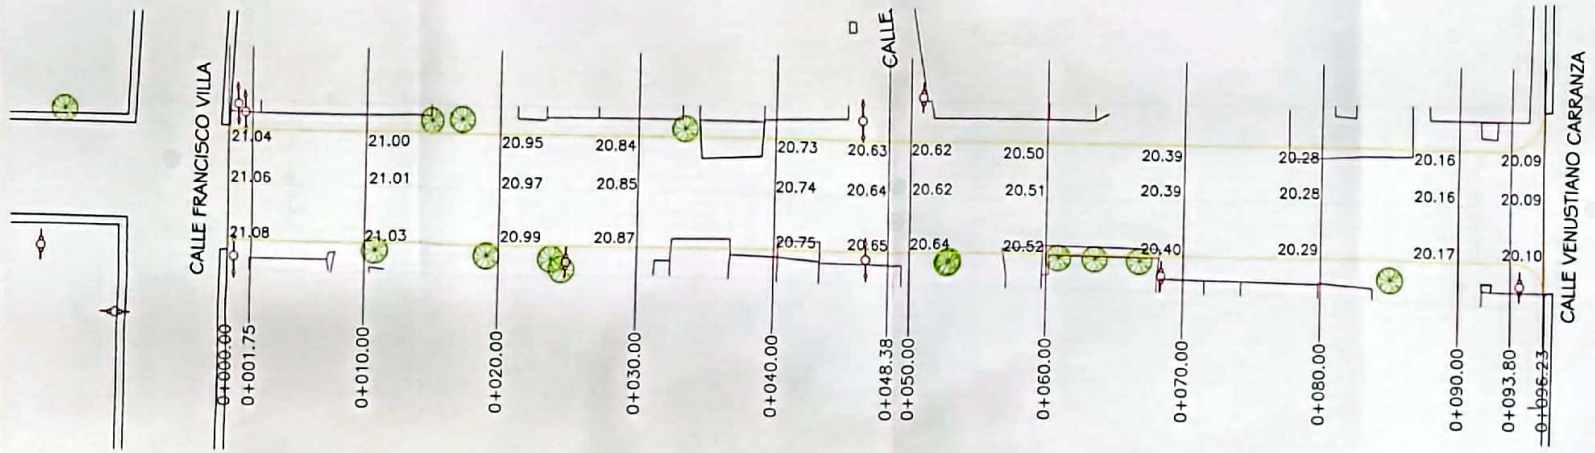 CALLE FRANCISCO VILLA
CALLE
CALLE VENUSTIANO CARRANZA
21.04 21.00 20.95 20.84 20.73 20.63 20.62 20.50 20.39 20.28 20.16 20.09
21.06 21.01 20.97 20.85 20.74 20.64 20.62 20.51 20.39 20.28 20.16 20.09
21.08 21.03 20.99 20.87 20.75 20.65 20.64 20.52 20.40 20.29 20.17 20.10
0+000.00 0+001.75 0+010.00 0+020.00 0+030.00 0+040.00 0+048.38 0+050.00 0+060.00 0+070.00 0+080.00 0+090.00 0+093.80 0+096.23